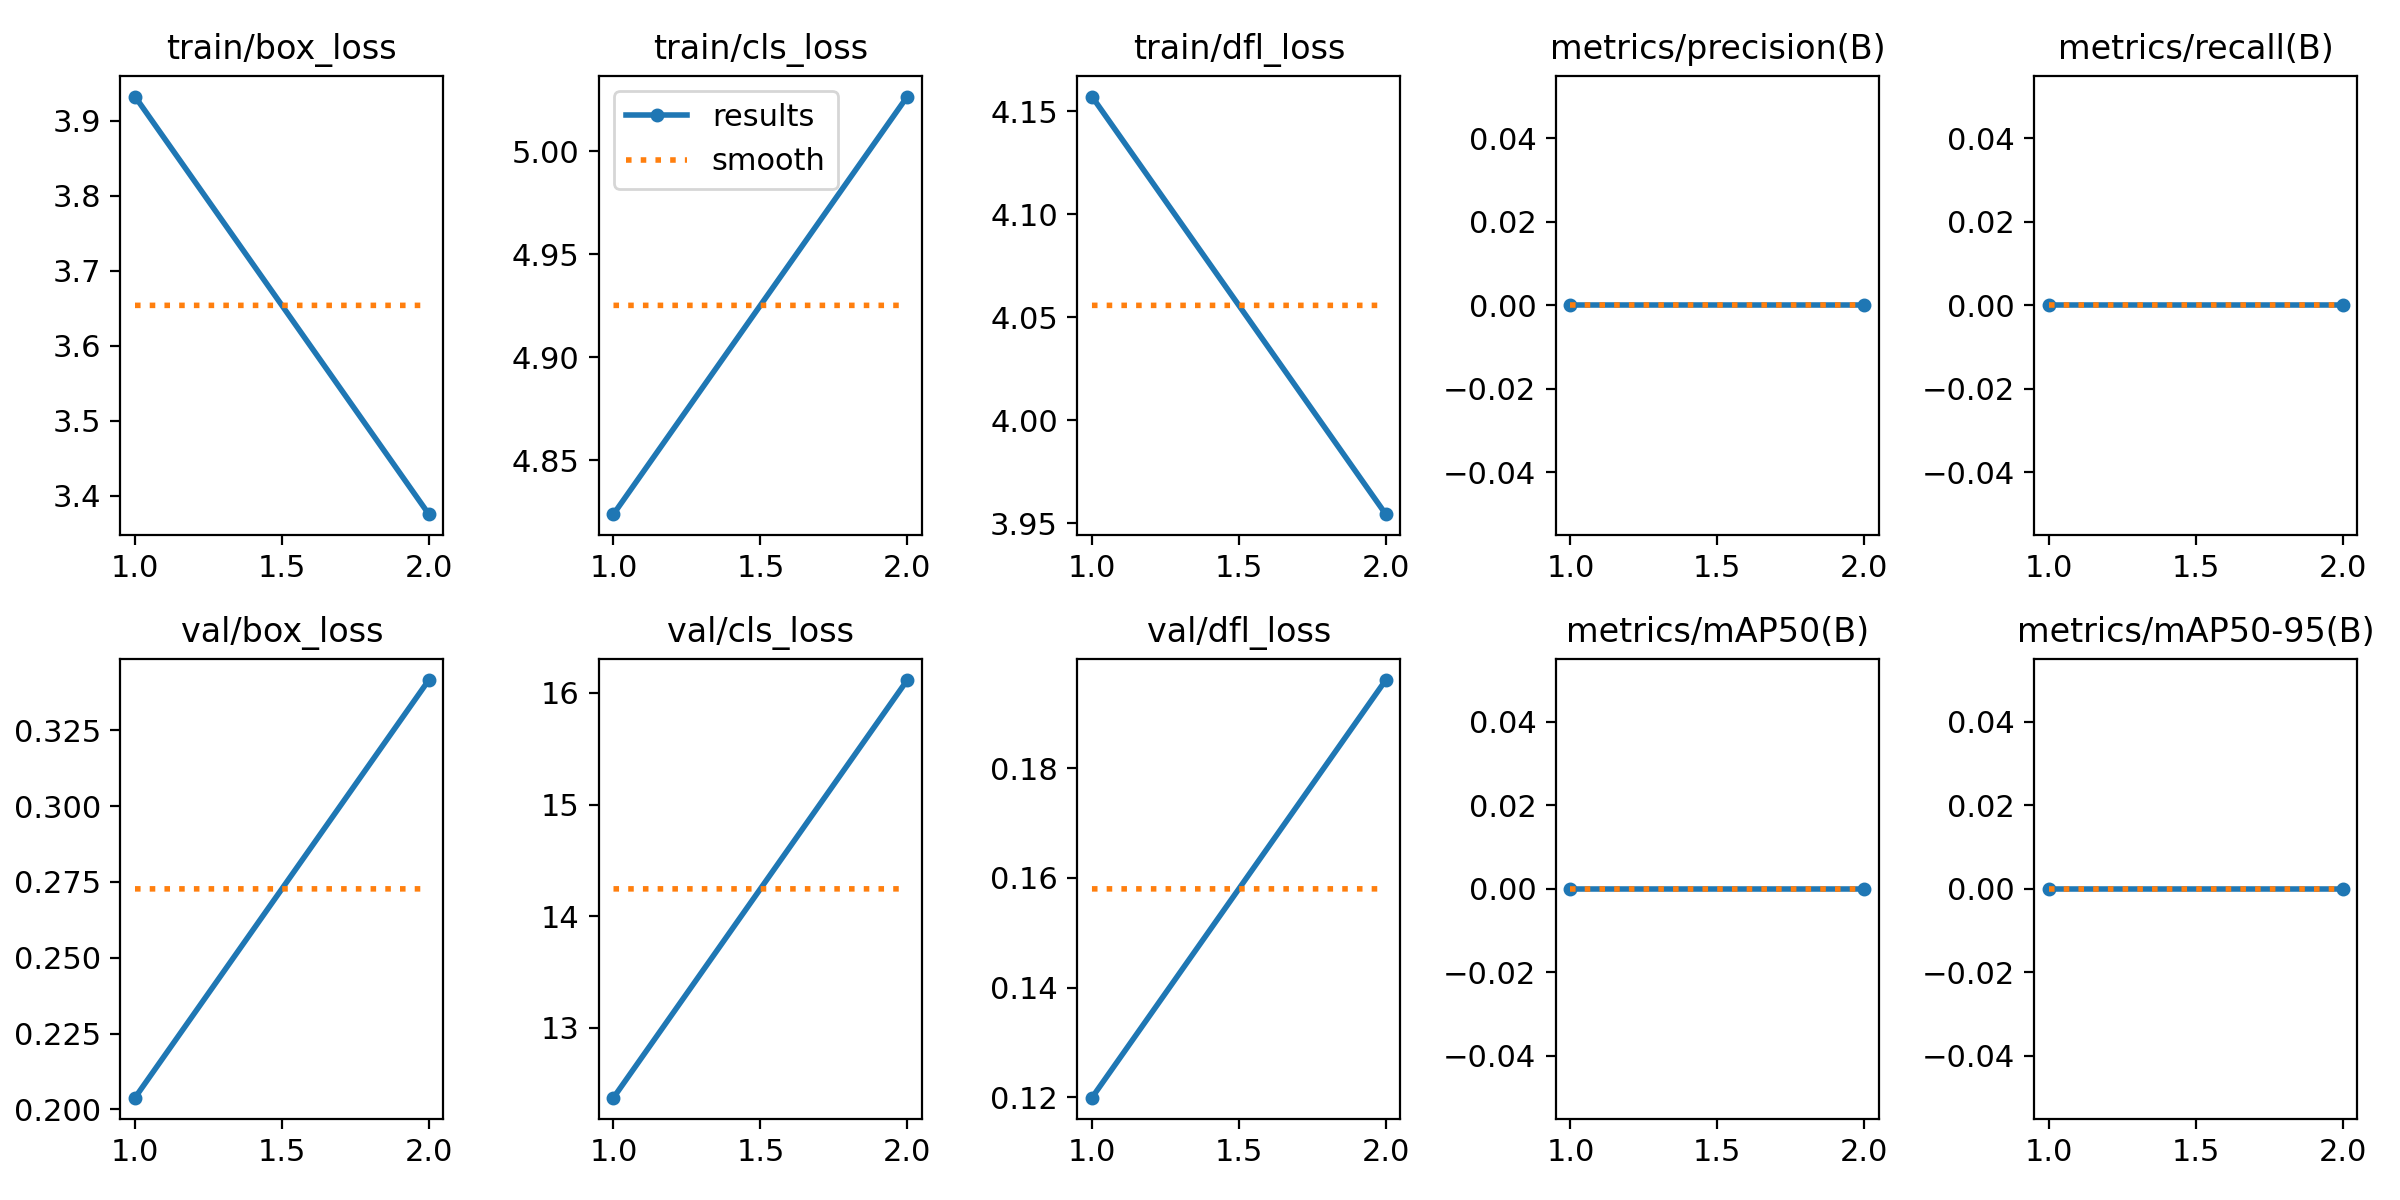 train/box_loss
3.9
3.8
3.7
3.6
3.5
3.4
1.0 1.5 2.0
train/cls_loss
results
smooth
5.00
4.95
4.90
4.85
1.0 1.5 2.0
train/dfl_loss
4.15
4.10
4.05
4.00
3.95
1.0 1.5 2.0
metrics/precision(B)
0.04
0.02
0.00
−0.02
−0.04
1.0 1.5 2.0
metrics/recall(B)
0.04
0.02
0.00
−0.02
−0.04
1.0 1.5 2.0
val/box_loss
0.325
0.300
0.275
0.250
0.225
0.200
1.0 1.5 2.0
val/cls_loss
16
15
14
13
1.0 1.5 2.0
val/dfl_loss
0.18
0.16
0.14
0.12
1.0 1.5 2.0
metrics/mAP50(B)
0.04
0.02
0.00
−0.02
−0.04
1.0 1.5 2.0
metrics/mAP50-95(B)
0.04
0.02
0.00
−0.02
−0.04
1.0 1.5 2.0